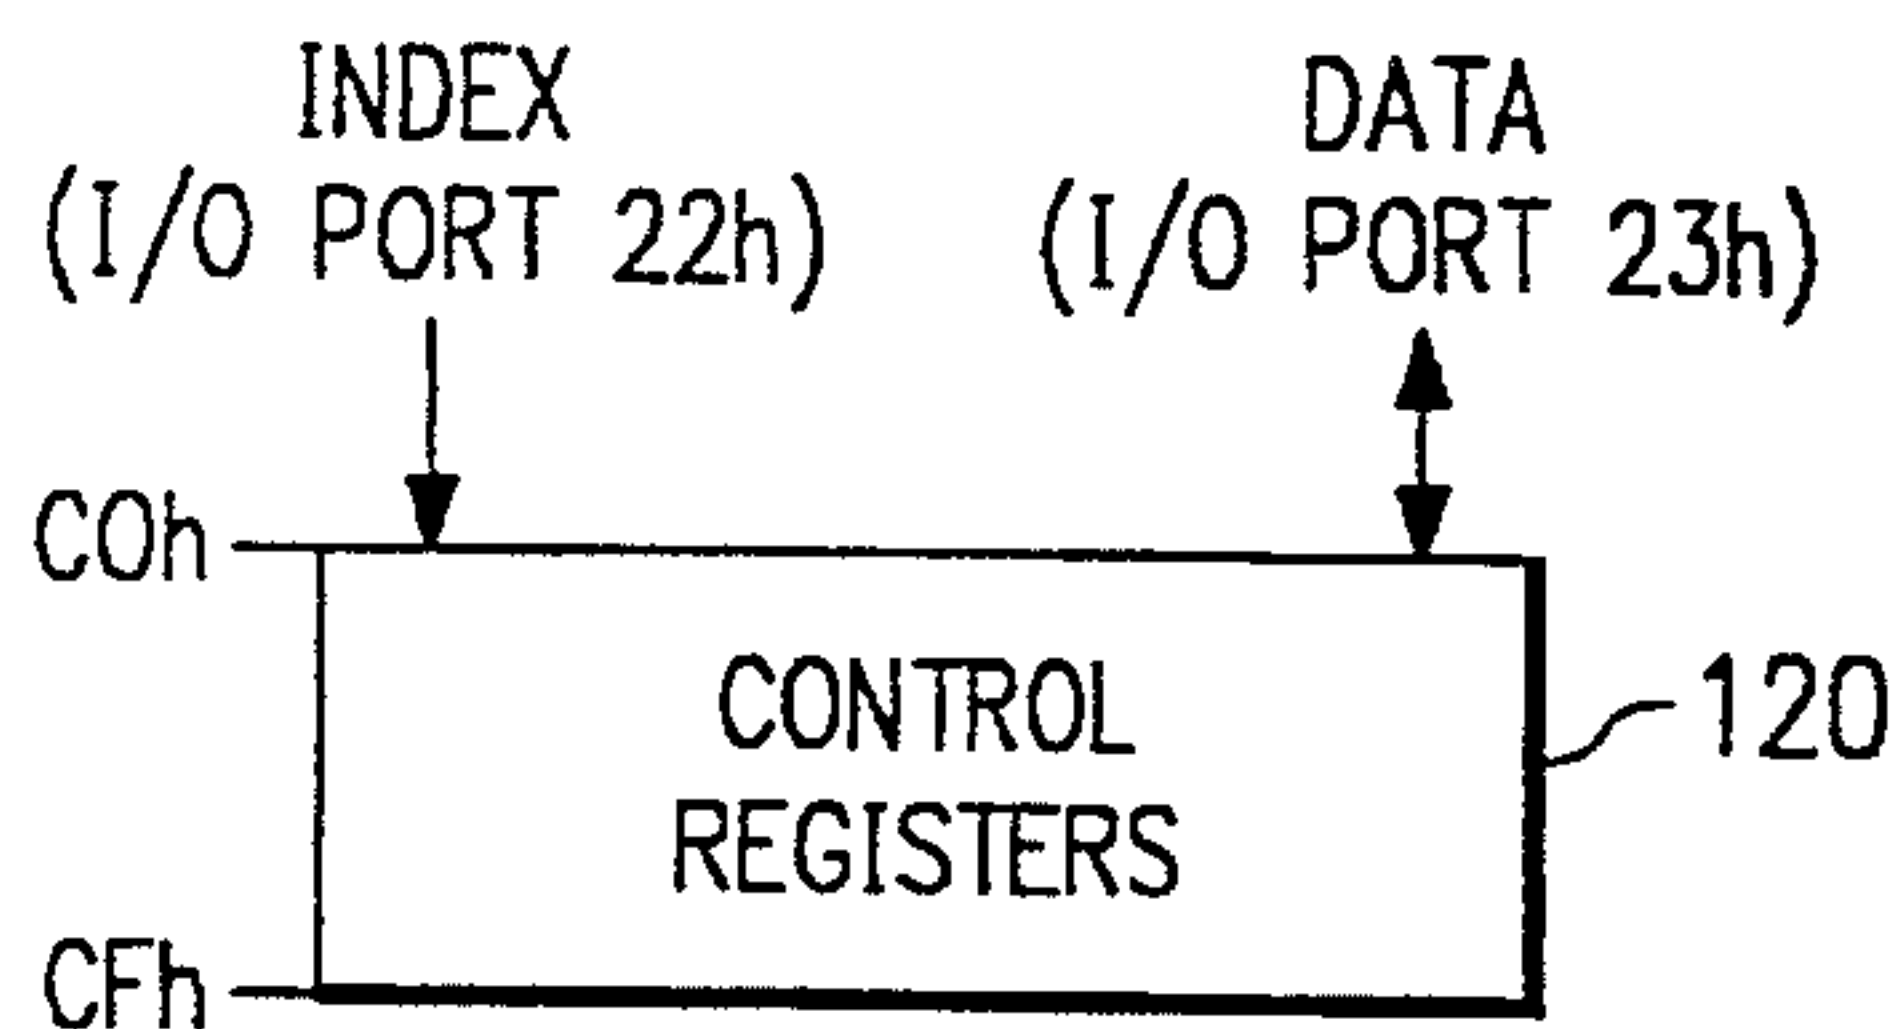 INDEX
(I/O PORT 22h)
DATA
(I/O PORT 23h)
C0h
CONTROL
REGISTERS
120
CFh